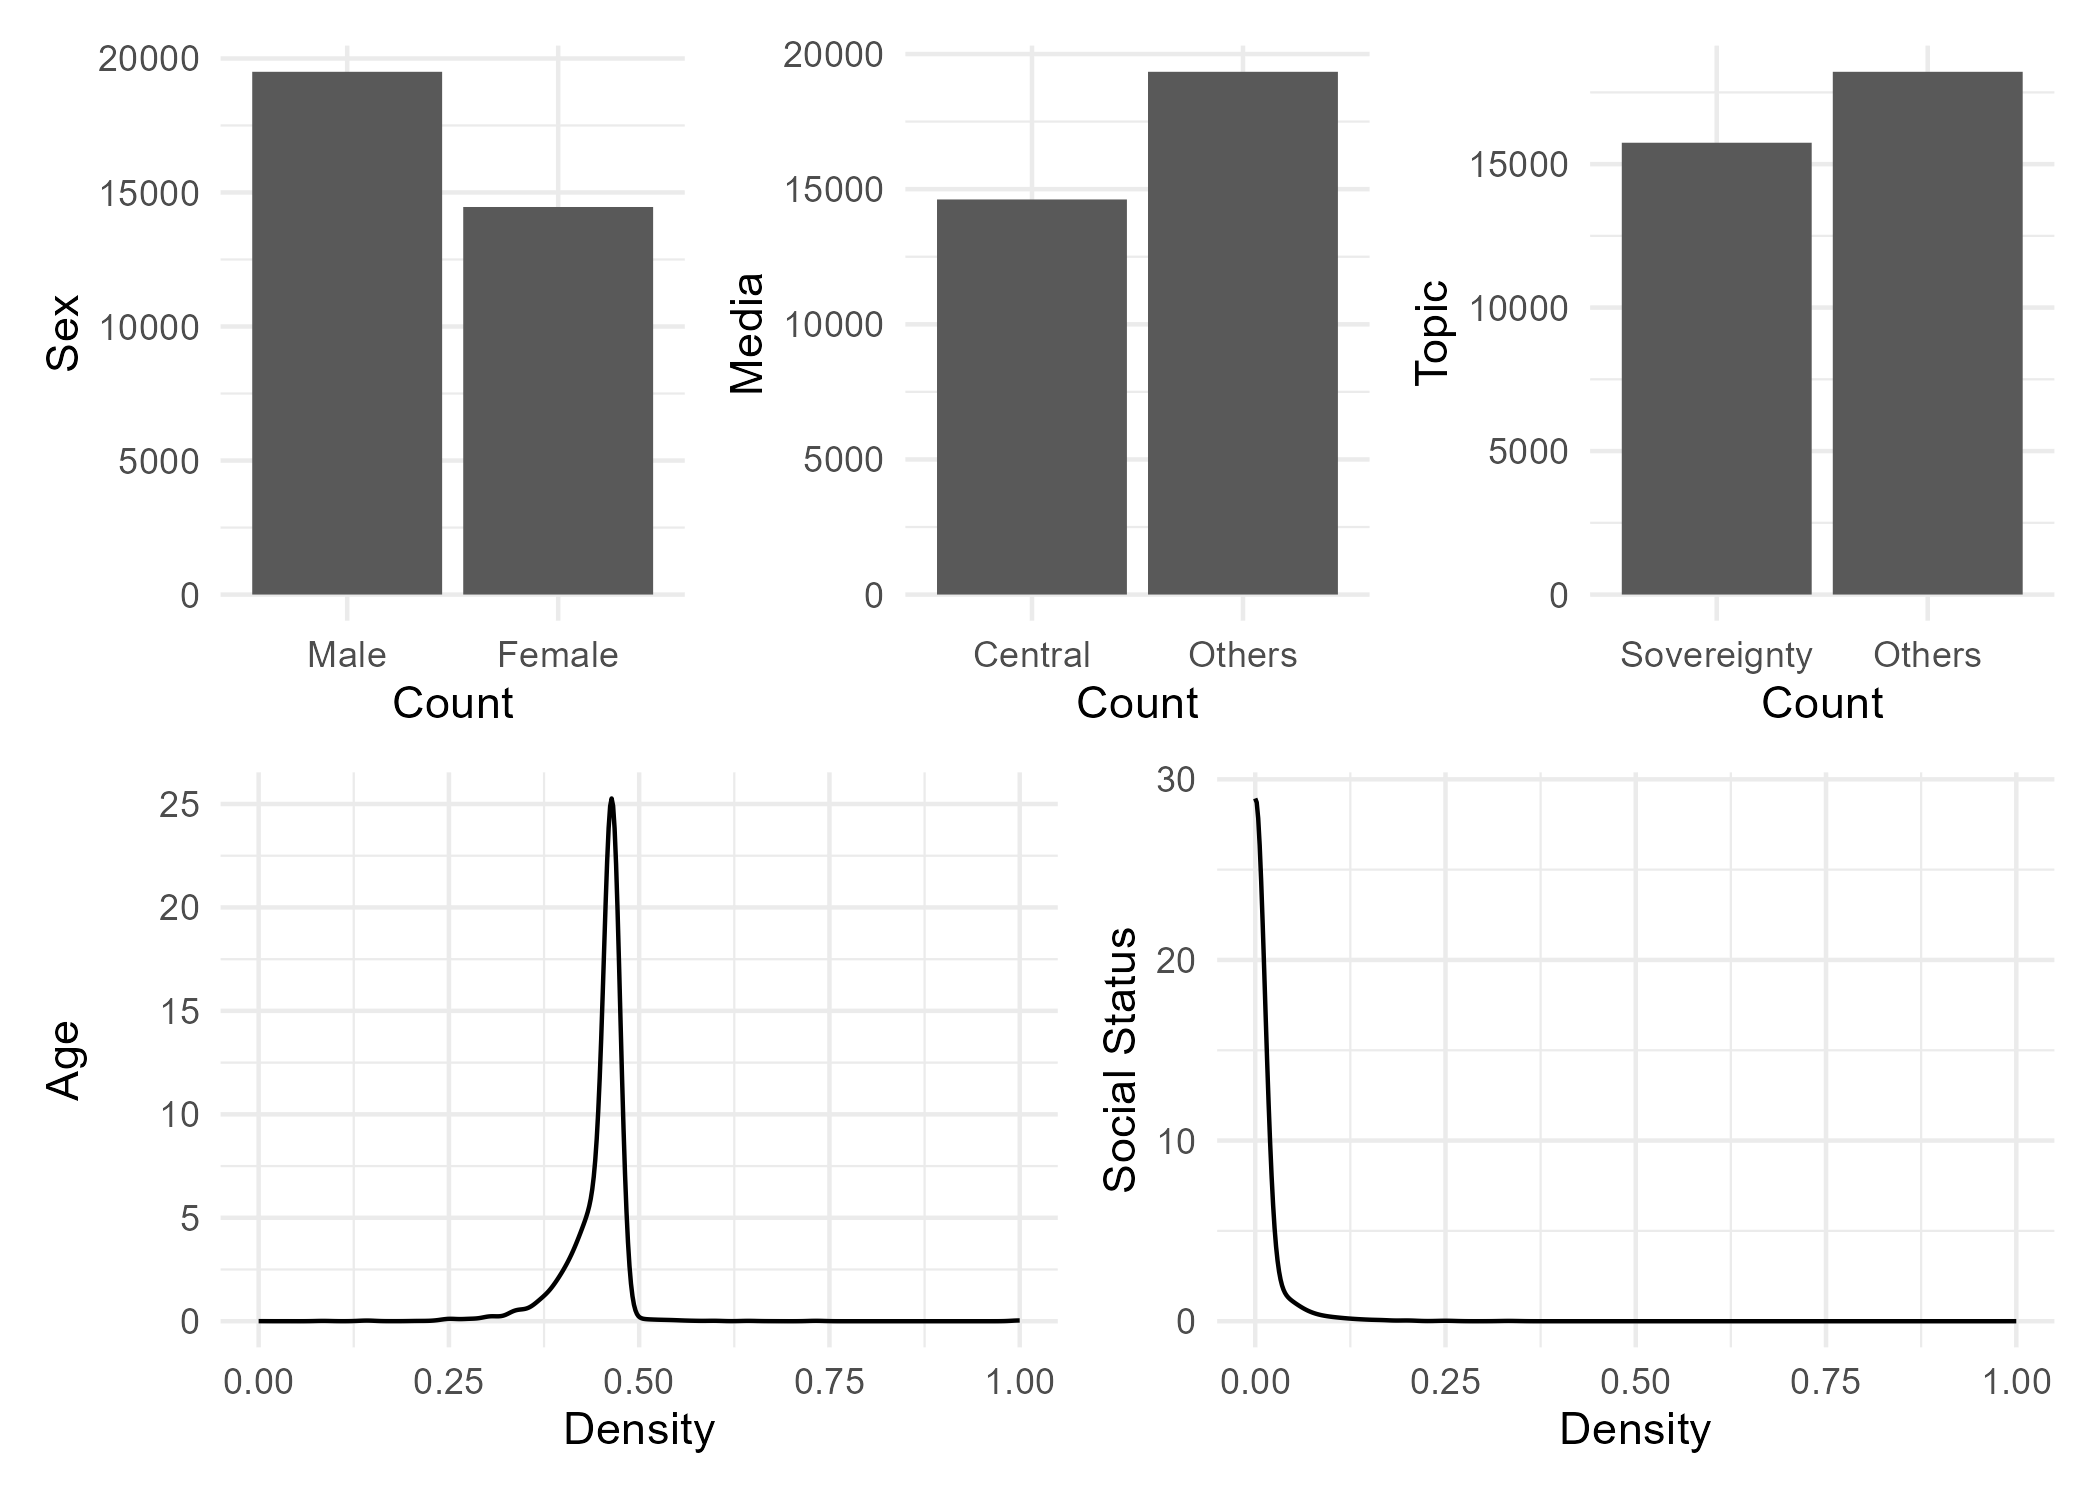 Sex
20000
15000
10000
5000
0
Male Female
Count
Media
20000
15000
10000
5000
0
Central Others
Count
Topic
15000
10000
5000
0
Sovereignty Others
Count
Age
25
20
15
10
5
0
0.00 0.25 0.50 0.75 1.00
Density
Social Status
30
20
10
0
0.00 0.25 0.50 0.75 1.00
Density